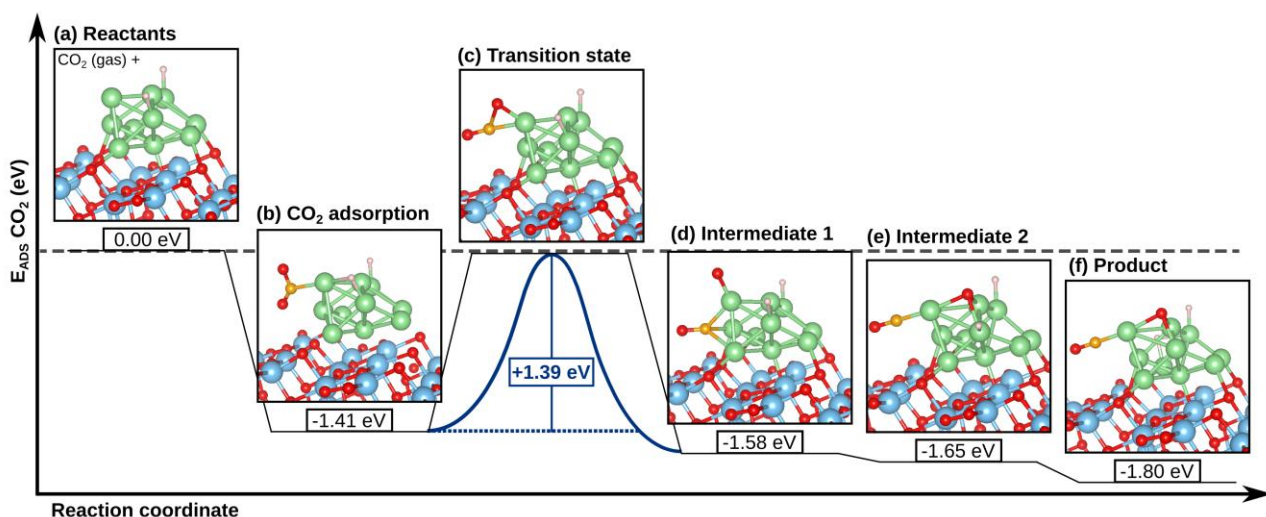 (a) Reactants
CO₂ (gas) +
0.00 eV
(b) CO₂ adsorption
-1.41 eV
(c) Transition state
+1.39 eV
(d) Intermediate 1
-1.58 eV
(e) Intermediate 2
-1.65 eV
(f) Product
-1.80 eV
E_ADS CO₂ (eV)
Reaction coordinate